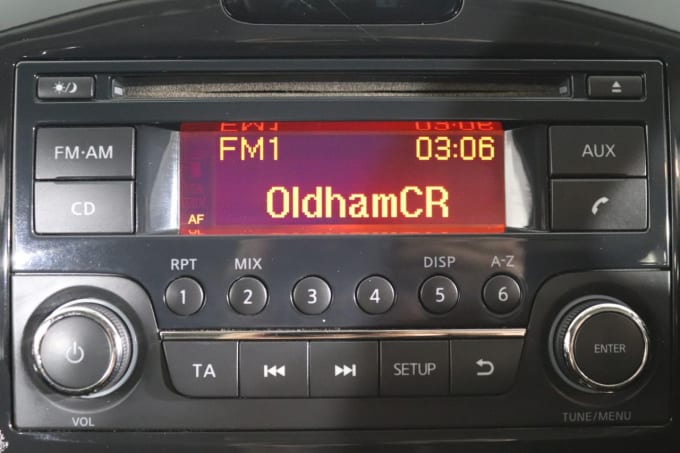 FM1 03:06
OldhamCR
AF
FM·AM
CD
AUX
RPT MIX DISP A-Z
1 2 3 4 5 6
VOL
TA
SETUP
ENTER
TUNE/MENU